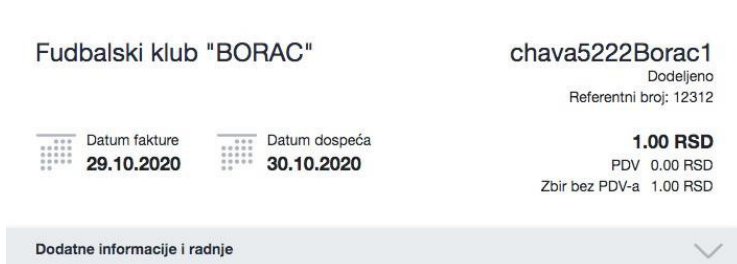 Fudbalski klub "BORAC"
chava5222Borac1
Dodeljeno
Referentni broj: 12312
Datum fakture
29.10.2020
Datum dospeća
30.10.2020
1.00 RSD
PDV 0.00 RSD
Zbir bez PDV-a 1.00 RSD
Dodatne informacije i radnje